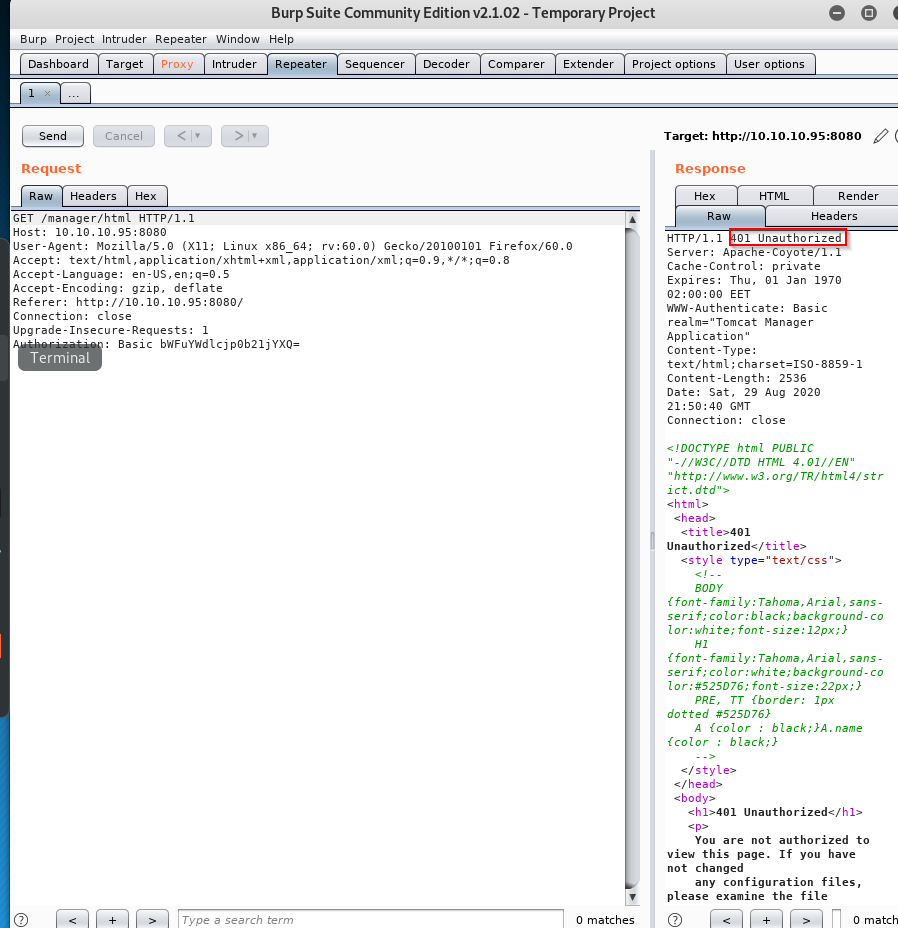 Burp Suite Community Edition v2.1.02 - Temporary Project
Burp Project Intruder Repeater Window Help
Dashboard Target Proxy Intruder Repeater Sequencer Decoder Comparer Extender Project options User options
1 × ...
Send Cancel < ▾ > ▾ Target: http://10.10.10.95:8080
Request
Raw Headers Hex
GET /manager/html HTTP/1.1
Host: 10.10.10.95:8080
User-Agent: Mozilla/5.0 (X11; Linux x86_64; rv:60.0) Gecko/20100101 Firefox/60.0
Accept: text/html,application/xhtml+xml,application/xml;q=0.9,*/*;q=0.8
Accept-Language: en-US,en;q=0.5
Accept-Encoding: gzip, deflate
Referer: http://10.10.10.95:8080/
Connection: close
Upgrade-Insecure-Requests: 1
Authorization: Basic bWFuYWdlcjp0b21jYXQ=
Terminal
? < + > Type a search term 0 matches
Response
Hex HTML Render
Raw Headers
HTTP/1.1 401 Unauthorized
Server: Apache-Coyote/1.1
Cache-Control: private
Expires: Thu, 01 Jan 1970
02:00:00 EET
WWW-Authenticate: Basic
realm="Tomcat Manager
Application"
Content-Type:
text/html;charset=ISO-8859-1
Content-Length: 2536
Date: Sat, 29 Aug 2020
21:50:40 GMT
Connection: close
<!DOCTYPE html PUBLIC
"-//W3C//DTD HTML 4.01//EN"
"http://www.w3.org/TR/html4/str
ict.dtd">
<html>
<head>
<title>401
Unauthorized</title>
<style type="text/css">
<!--
BODY
{font-family:Tahoma,Arial,sans-
serif;color:black;background-co
lor:white;font-size:12px;}
H1
{font-family:Tahoma,Arial,sans-
serif;color:white;background-co
lor:#525D76;font-size:22px;}
PRE, TT {border: 1px
dotted #525D76}
A {color : black;}A.name
{color : black;}
-->
</style>
</head>
<body>
<h1>401 Unauthorized</h1>
<p>
You are not authorized to
view this page. If you have
not changed
any configuration files,
please examine the file
? < + > 0 match